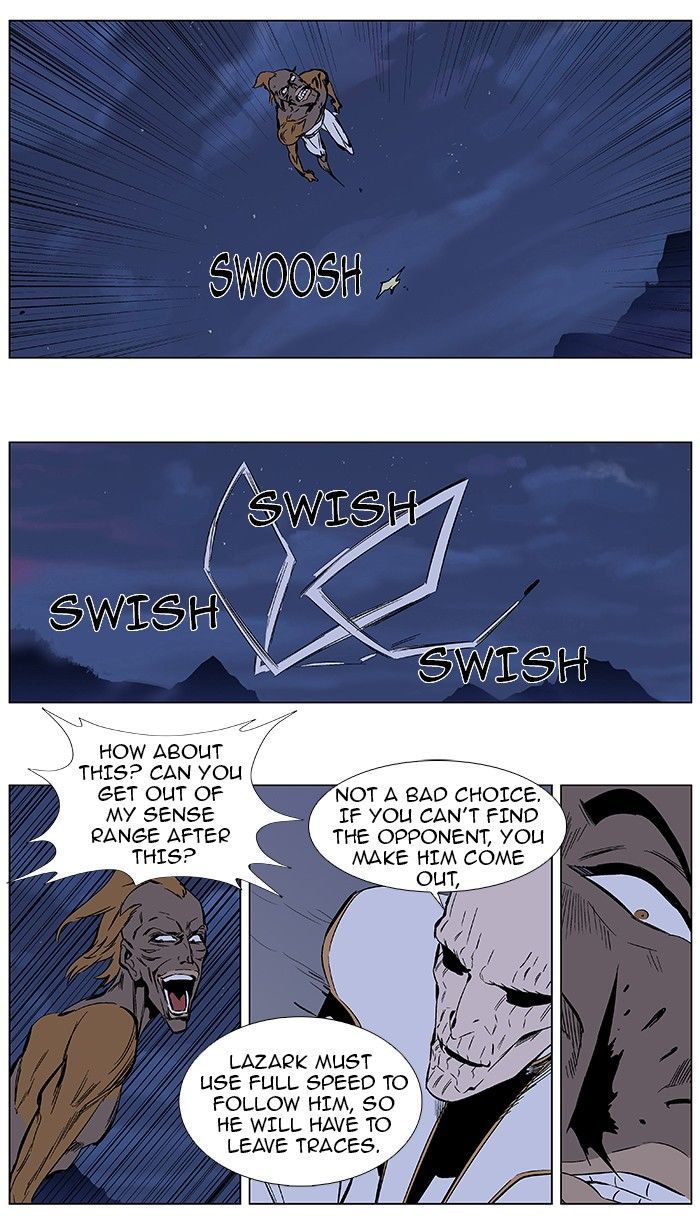 SWOOSH
SWISH
SWISH
SWISH
HOW ABOUT
THIS? CAN YOU
GET OUT OF
MY SENSE
RANGE AFTER
THIS?
NOT A BAD CHOICE.
IF YOU CAN'T FIND
THE OPPONENT, YOU
MAKE HIM COME
OUT,
LAZARK MUST
USE FULL SPEED TO
FOLLOW HIM, SO
HE WILL HAVE TO
LEAVE TRACES.